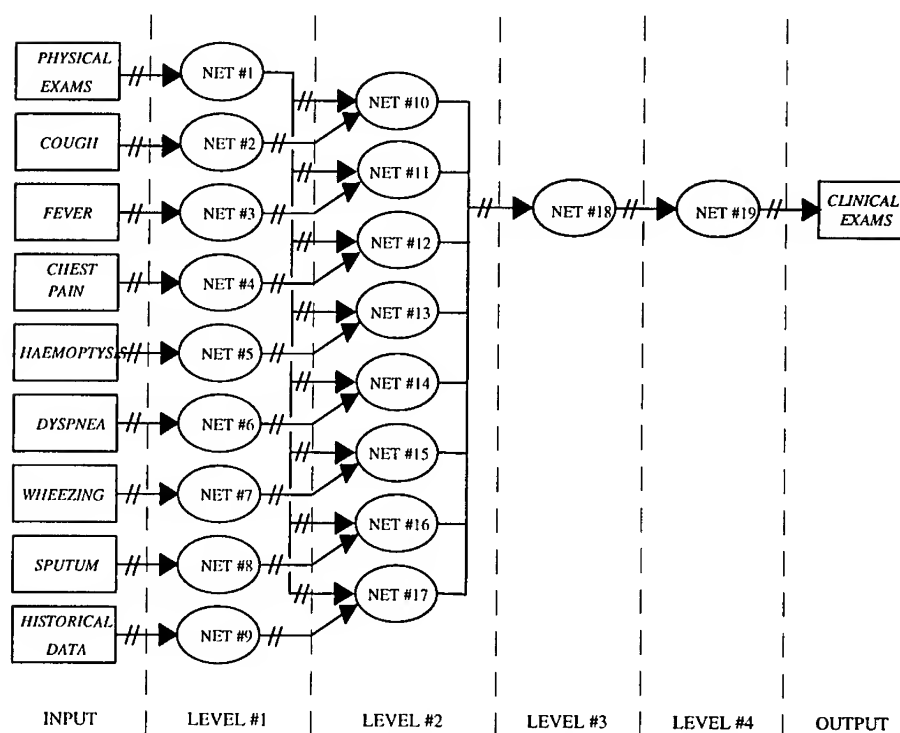 PHYSICAL
EXAMS
COUGH
FEVER
CHEST
PAIN
HAEMOPTYSIS
DYSPNEA
WHEEZING
SPUTUM
HISTORICAL
DATA
NET #1
NET #2
NET #3
NET #4
NET #5
NET #6
NET #7
NET #8
NET #9
NET #10
NET #11
NET #12
NET #13
NET #14
NET #15
NET #16
NET #17
NET #18
NET #19
CLINICAL
EXAMS
INPUT
LEVEL #1
LEVEL #2
LEVEL #3
LEVEL #4
OUTPUT